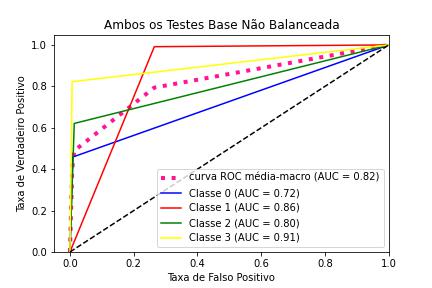 Ambos os Testes Base Não Balanceada
Taxa de Verdadeiro Positivo
1.0
0.8
0.6
0.4
0.2
0.0
curva ROC média-macro (AUC = 0.82)
Classe 0 (AUC = 0.72)
Classe 1 (AUC = 0.86)
Classe 2 (AUC = 0.80)
Classe 3 (AUC = 0.91)
0.0 0.2 0.4 0.6 0.8 1.0
Taxa de Falso Positivo